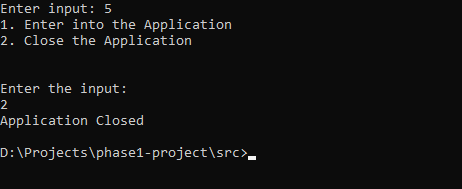 Enter input: 5
1. Enter into the Application
2. Close the Application
Enter the input:
2
Application Closed
D:\Projects\phase1-project\src>